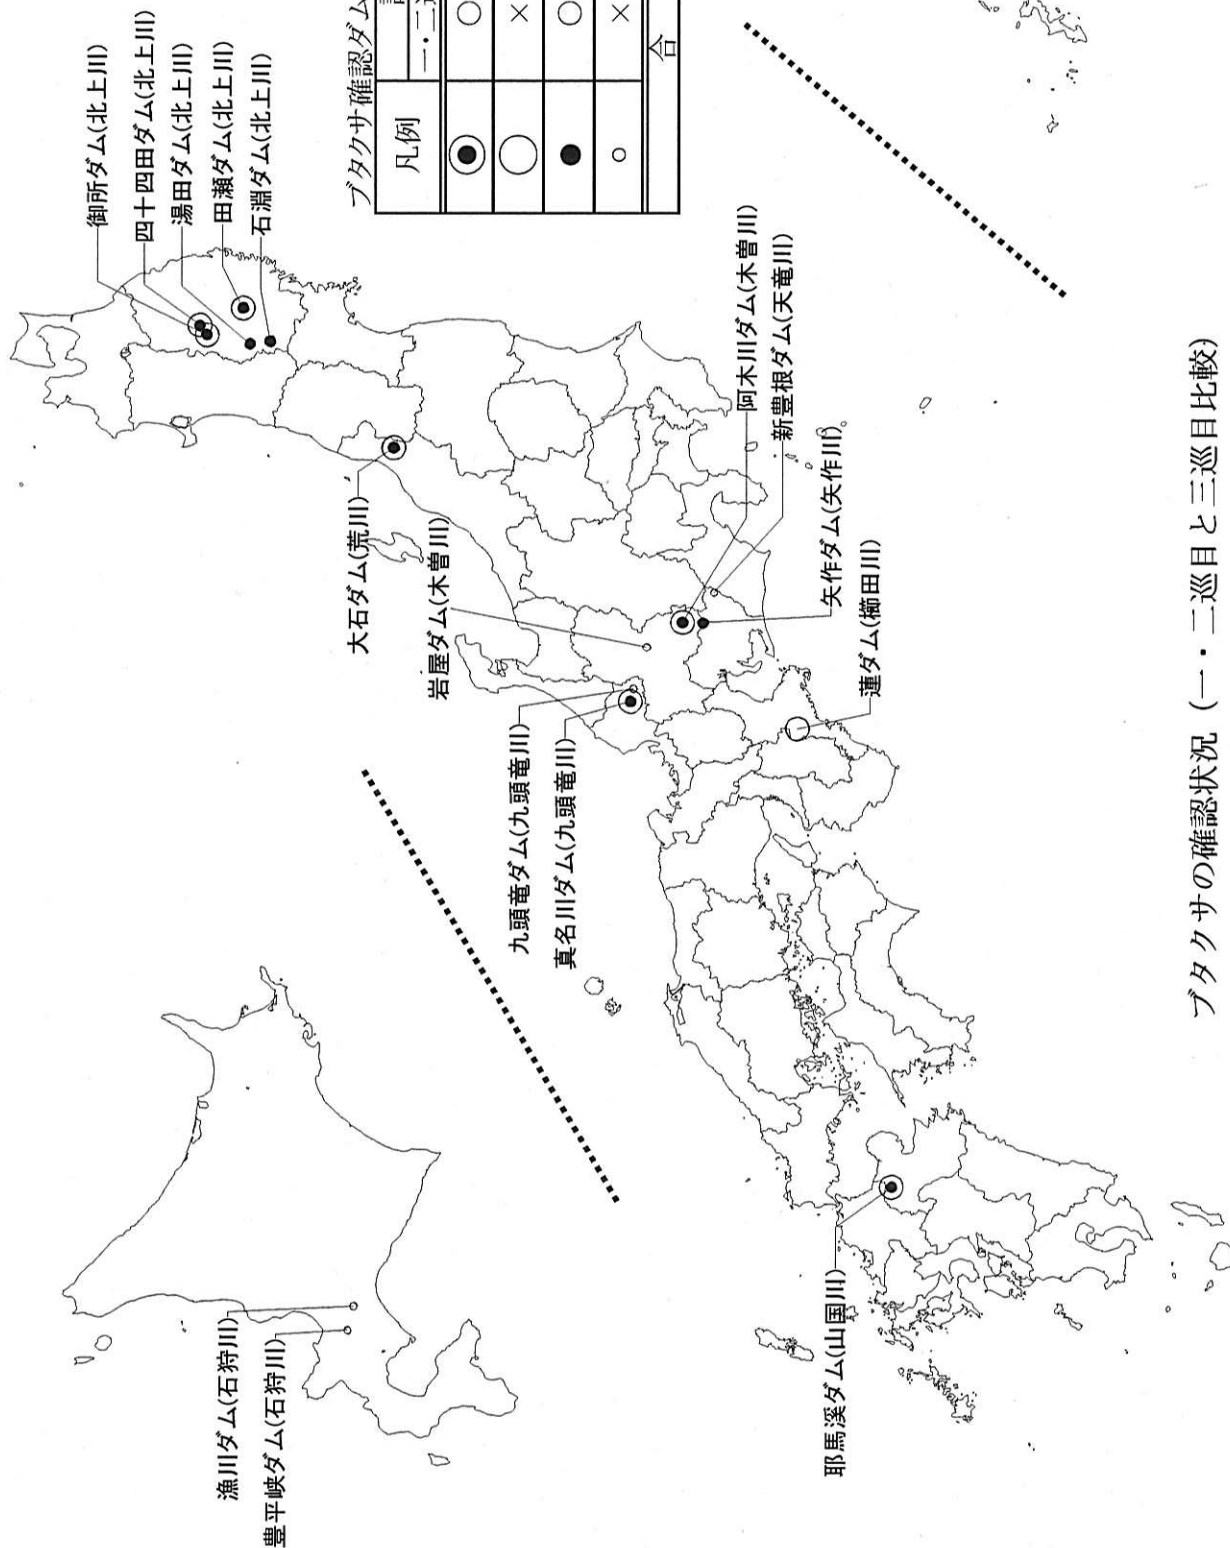 御所ダム(北上川)
四十四田ダム(北上川)
湯田ダム(北上川)
田瀬ダム(北上川)
石淵ダム(北上川)
ブタクサ確認ダム
凡例
一・二
○
×
○
×
合
大石ダム(荒川)
岩屋ダム(木曽川)
九頭竜ダム(九頭竜川)
真名川ダム(九頭竜川)
阿木川ダム(木曽川)
新豊根ダム(天竜川)
矢作ダム(矢作川)
蓮ダム(櫛田川)
漁川ダム(石狩川)
豊平峡ダム(石狩川)
耶馬溪ダム(山国川)
ブタクサの確認状況 (一・二巡目と三巡目比較)